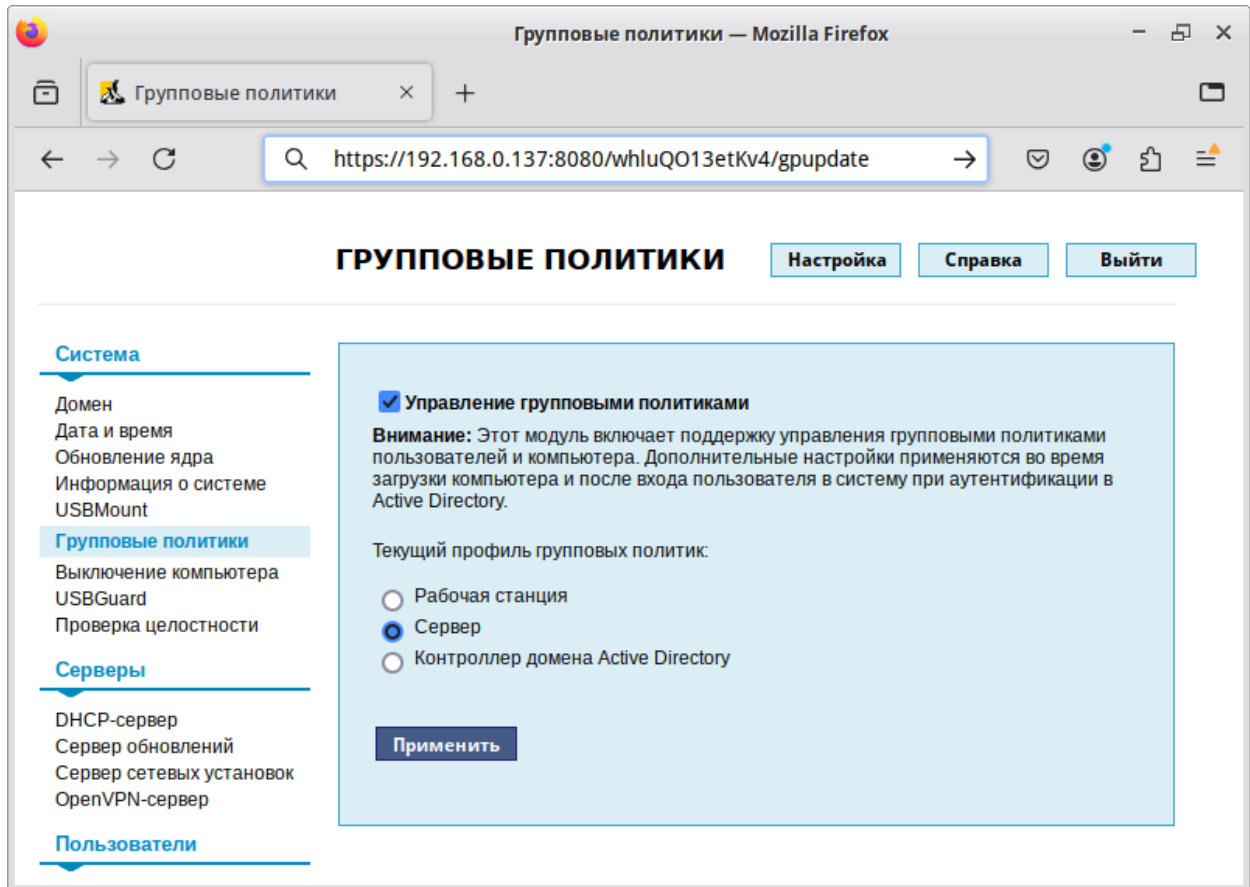 Групповые политики — Mozilla Firefox
Групповые политики
https://192.168.0.137:8080/whluQO13etKv4/gpupdate
ГРУППОВЫЕ ПОЛИТИКИ
Настройка
Справка
Выйти
Система
Домен
Дата и время
Обновление ядра
Информация о системе
USBMount
Групповые политики
Выключение компьютера
USBGuard
Проверка целостности
Серверы
DHCP-сервер
Сервер обновлений
Сервер сетевых установок
OpenVPN-сервер
Пользователи
Управление групповыми политиками
Внимание: Этот модуль включает поддержку управления групповыми политиками
пользователей и компьютера. Дополнительные настройки применяются во время
загрузки компьютера и после входа пользователя в систему при аутентификации в
Active Directory.
Текущий профиль групповых политик:
Рабочая станция
Сервер
Контроллер домена Active Directory
Применить